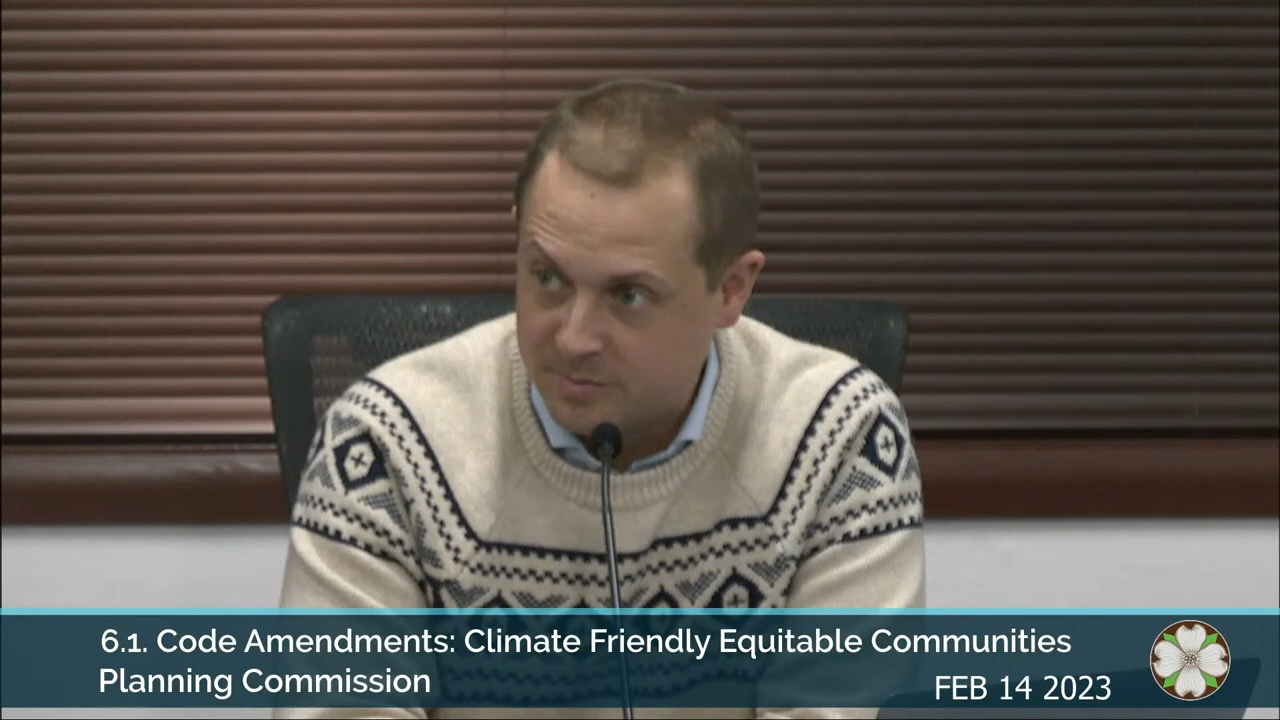 6.1. Code Amendments: Climate Friendly Equitable Communities
Planning Commission
FEB 14 2023